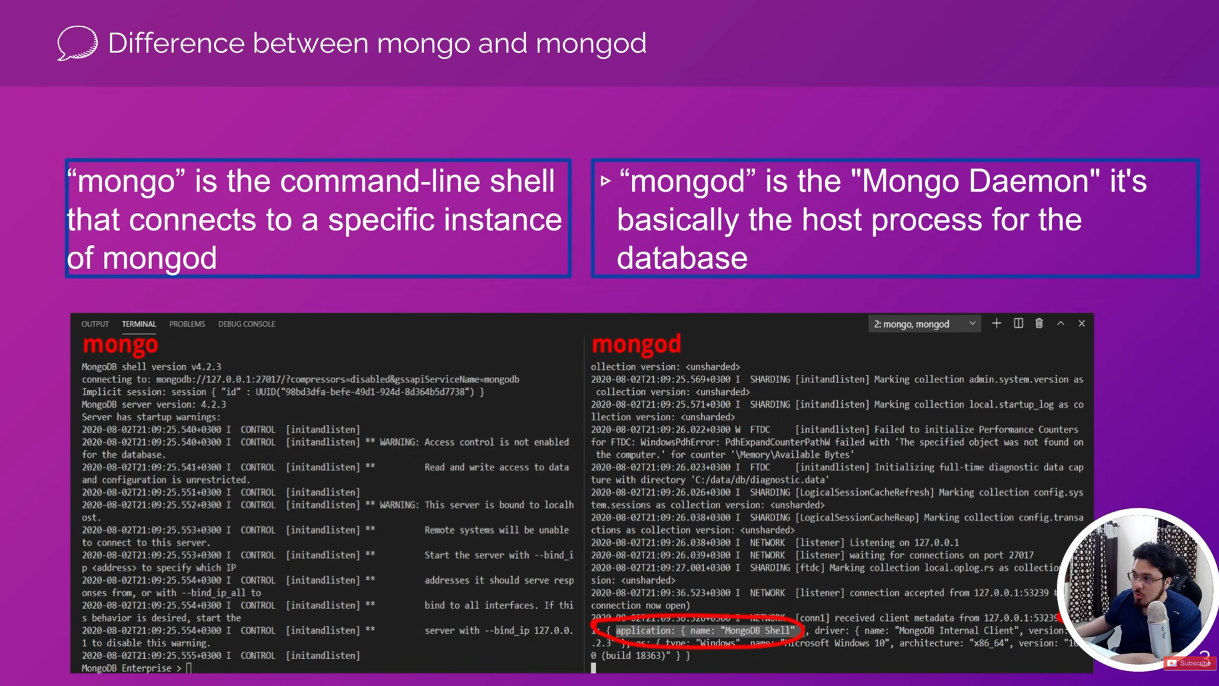 Difference between mongo and mongod
“mongo” is the command-line shell
that connects to a specific instance
of mongod
“mongod” is the "Mongo Daemon" it's
basically the host process for the
database
OUTPUT TERMINAL PROBLEMS DEBUG CONSOLE
2: mongo, mongod
mongo
MongoDB shell version v4.2.3
connecting to: mongodb://127.0.0.1:27017/?compressors=disabled&gssapiServiceName=mongodb
Implicit session: session { "id" : UUID("98bd3dfa-befe-49d1-924d-8d364b5d7738") }
MongoDB server version: 4.2.3
Server has startup warnings:
2020-08-02T21:09:25.540+0300 I CONTROL [initandlisten]
2020-08-02T21:09:25.540+0300 I CONTROL [initandlisten] ** WARNING: Access control is not enabled
for the database.
2020-08-02T21:09:25.541+0300 I CONTROL [initandlisten] ** Read and write access to data
and configuration is unrestricted.
2020-08-02T21:09:25.551+0300 I CONTROL [initandlisten]
2020-08-02T21:09:25.552+0300 I CONTROL [initandlisten] ** WARNING: This server is bound to localh
ost.
2020-08-02T21:09:25.553+0300 I CONTROL [initandlisten] ** Remote systems will be unable
to connect to this server.
2020-08-02T21:09:25.553+0300 I CONTROL [initandlisten] ** Start the server with --bind_i
p <address> to specify which IP
2020-08-02T21:09:25.554+0300 I CONTROL [initandlisten] ** addresses it should serve resp
onses from, or with --bind_ip_all to
2020-08-02T21:09:25.554+0300 I CONTROL [initandlisten] ** bind to all interfaces. If thi
s behavior is desired, start the
2020-08-02T21:09:25.554+0300 I CONTROL [initandlisten] ** server with --bind_ip 127.0.0.
1 to disable this warning.
2020-08-02T21:09:25.555+0300 I CONTROL [initandlisten]
MongoDB Enterprise >
mongod
ollection version: <unsharded>
2020-08-02T21:09:25.569+0300 I SHARDING [initandlisten] Marking collection admin.system.version as
collection version: <unsharded>
2020-08-02T21:09:25.571+0300 I SHARDING [initandlisten] Marking collection local.startup_log as co
llection version: <unsharded>
2020-08-02T21:09:26.022+0300 W FTDC [initandlisten] Failed to initialize Performance Counters
for FTDC: WindowsPdhError: PdhExpandCounterPathW failed with 'The specified object was not found on
the computer.' for counter '\Memory\Available Bytes'
2020-08-02T21:09:26.023+0300 I FTDC [initandlisten] Initializing full-time diagnostic data cap
ture with directory 'C:/data/db/diagnostic.data'
2020-08-02T21:09:26.026+0300 I SHARDING [LogicalSessionCacheRefresh] Marking collection config.sys
tem.sessions as collection version: <unsharded>
2020-08-02T21:09:26.038+0300 I SHARDING [LogicalSessionCacheReap] Marking collection config.transa
ctions as collection version: <unsharded>
2020-08-02T21:09:26.038+0300 I NETWORK [listener] Listening on 127.0.0.1
2020-08-02T21:09:26.039+0300 I NETWORK [listener] waiting for connections on port 27017
2020-08-02T21:09:27.001+0300 I SHARDING [ftdc] Marking collection local.oplog.rs as collection
sion: <unsharded>
2020-08-02T21:09:36.523+0300 I NETWORK [listener] connection accepted from 127.0.0.1:53239
connection now open)
NETWORK [conn1] received client metadata from 127.0.0.1:53239
{ application: { name: "MongoDB Shell" }, driver: { name: "MongoDB Internal Client", version:
.2.3" }, os: { type: "Windows", name: "Microsoft Windows 10", architecture: "x86_64", version: "10
0 (build 18363)" } }
3
Subscribe